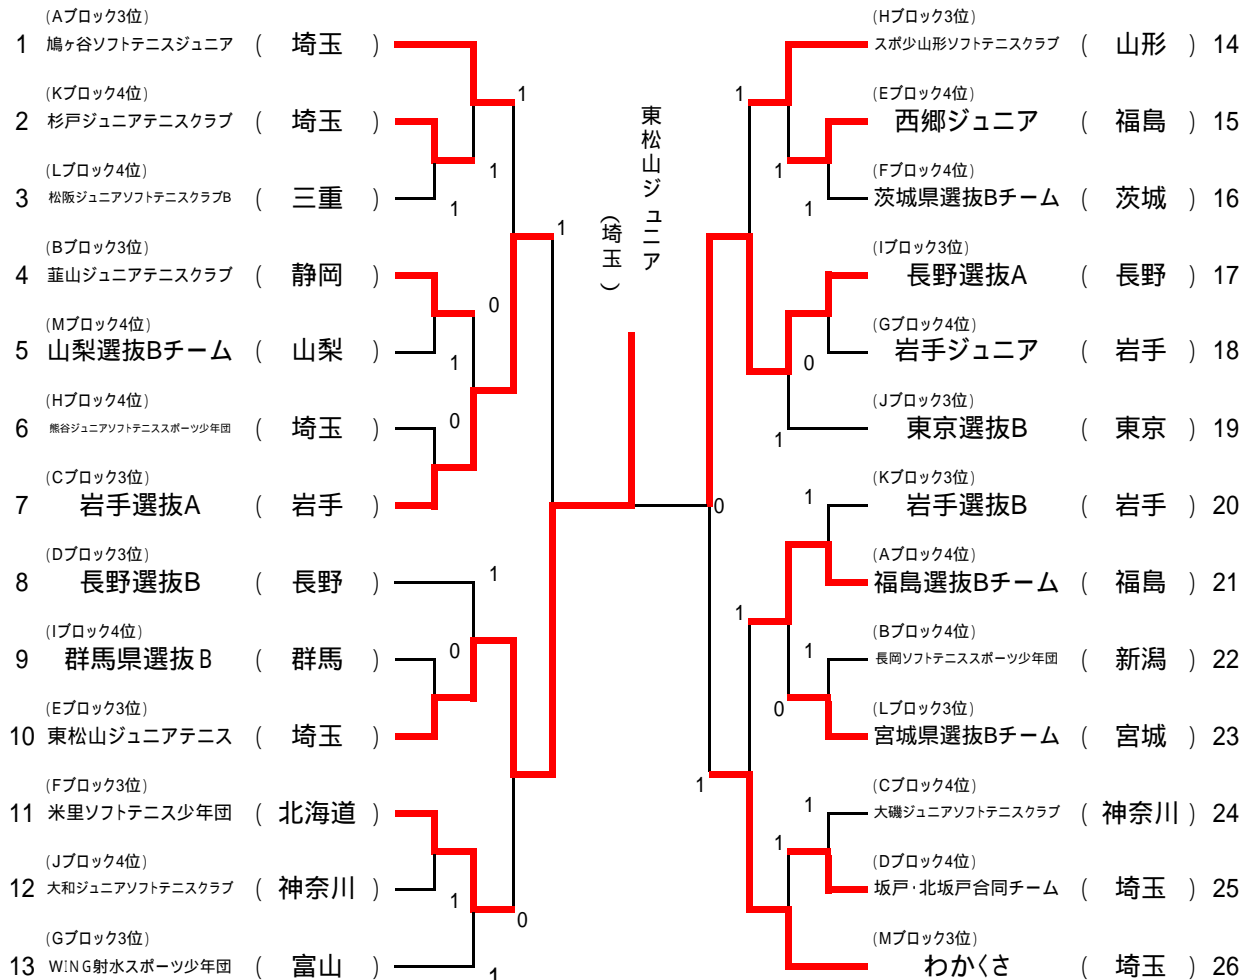 (Aブロック3位)
1 鳩ヶ谷ソフトテニスジュニア ( 埼玉 )
(Kブロック4位)
2 杉戸ジュニアテニスクラブ ( 埼玉 )
(Lブロック4位)
3 松阪ジュニアソフトテニスクラブB ( 三重 )
(Bブロック3位)
4 韮山ジュニアテニスクラブ ( 静岡 )
(Mブロック4位)
5 山梨選抜Bチーム ( 山梨 )
(Hブロック4位)
6 熊谷ジュニアソフトテニススポーツ少年団 ( 埼玉 )
(Cブロック3位)
7 岩手選抜A ( 岩手 )
(Dブロック3位)
8 長野選抜B ( 長野 )
(Iブロック4位)
9 群馬県選抜B ( 群馬 )
(Eブロック3位)
10 東松山ジュニアテニス ( 埼玉 )
(Fブロック3位)
11 米里ソフトテニス少年団 ( 北海道 )
(Jブロック4位)
12 大和ジュニアソフトテニスクラブ ( 神奈川 )
(Gブロック3位)
13 WING射水スポーツ少年団 ( 富山 )
1
1
1
1
0
1
0
1
0
1
0
1
東松山ジュニア
(埼玉)
1
1
1
0
1
0
1
1
1
0
1
1
1
(Hブロック3位)
スポ少山形ソフトテニスクラブ ( 山形 ) 14
(Eブロック4位)
西郷ジュニア ( 福島 ) 15
(Fブロック4位)
茨城県選抜Bチーム ( 茨城 ) 16
(Iブロック3位)
長野選抜A ( 長野 ) 17
(Gブロック4位)
岩手ジュニア ( 岩手 ) 18
(Jブロック3位)
東京選抜B ( 東京 ) 19
(Kブロック3位)
岩手選抜B ( 岩手 ) 20
(Aブロック4位)
福島選抜Bチーム ( 福島 ) 21
(Bブロック4位)
長岡ソフトテニススポーツ少年団 ( 新潟 ) 22
(Lブロック3位)
宮城県選抜Bチーム ( 宮城 ) 23
(Cブロック4位)
大磯ジュニアソフトテニスクラブ ( 神奈川 ) 24
(Dブロック4位)
坂戸・北坂戸合同チーム ( 埼玉 ) 25
(Mブロック3位)
わかくさ ( 埼玉 ) 26